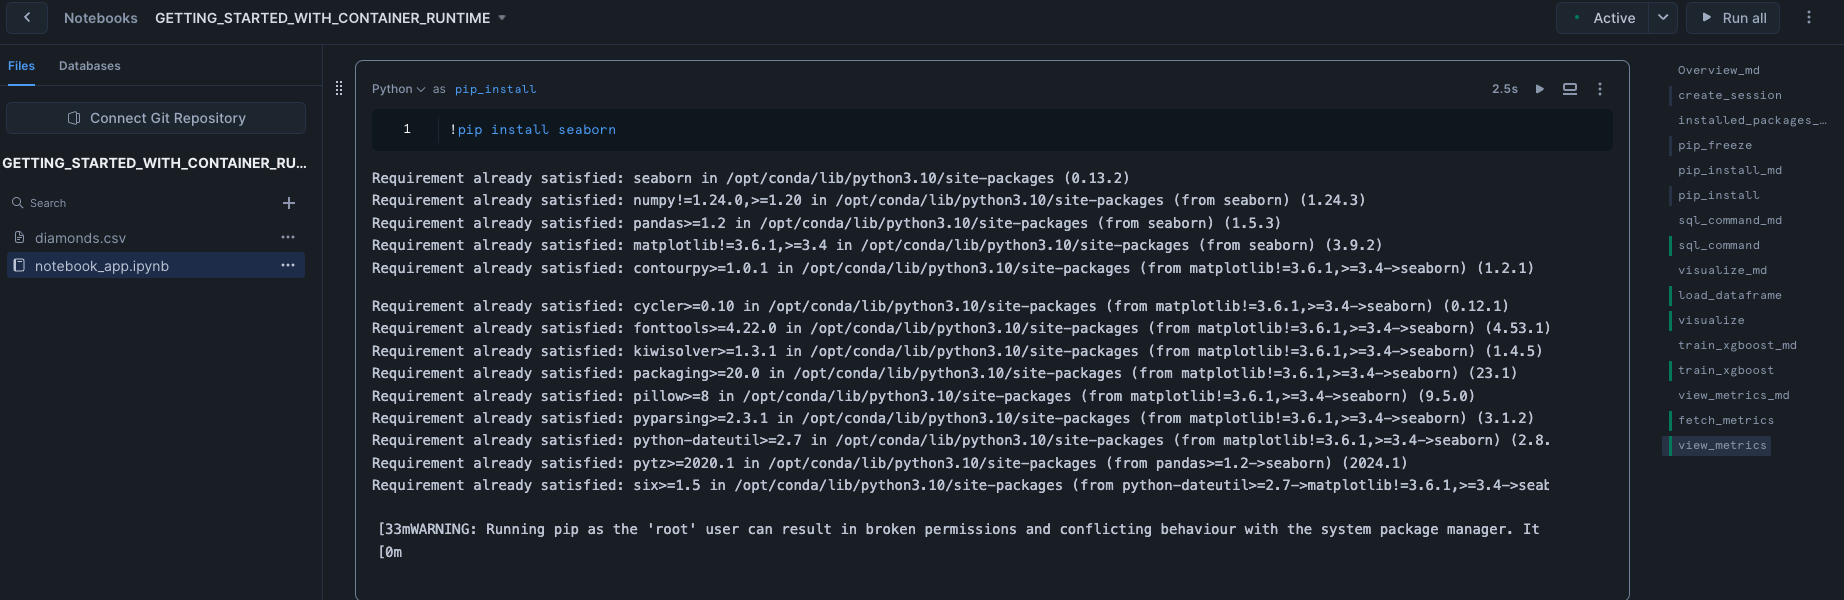 Notebooks GETTING_STARTED_WITH_CONTAINER_RUNTIME
Active
Run all
Files Databases
Connect Git Repository
GETTING_STARTED_WITH_CONTAINER_RU...
Search
diamonds.csv
notebook_app.ipynb
Python as pip_install
2.5s
1 !pip install seaborn
Requirement already satisfied: seaborn in /opt/conda/lib/python3.10/site-packages (0.13.2)
Requirement already satisfied: numpy!=1.24.0,>=1.20 in /opt/conda/lib/python3.10/site-packages (from seaborn) (1.24.3)
Requirement already satisfied: pandas>=1.2 in /opt/conda/lib/python3.10/site-packages (from seaborn) (1.5.3)
Requirement already satisfied: matplotlib!=3.6.1,>=3.4 in /opt/conda/lib/python3.10/site-packages (from seaborn) (3.9.2)
Requirement already satisfied: contourpy>=1.0.1 in /opt/conda/lib/python3.10/site-packages (from matplotlib!=3.6.1,>=3.4->seaborn) (1.2.1)
Requirement already satisfied: cycler>=0.10 in /opt/conda/lib/python3.10/site-packages (from matplotlib!=3.6.1,>=3.4->seaborn) (0.12.1)
Requirement already satisfied: fonttools>=4.22.0 in /opt/conda/lib/python3.10/site-packages (from matplotlib!=3.6.1,>=3.4->seaborn) (4.53.1)
Requirement already satisfied: kiwisolver>=1.3.1 in /opt/conda/lib/python3.10/site-packages (from matplotlib!=3.6.1,>=3.4->seaborn) (1.4.5)
Requirement already satisfied: packaging>=20.0 in /opt/conda/lib/python3.10/site-packages (from matplotlib!=3.6.1,>=3.4->seaborn) (23.1)
Requirement already satisfied: pillow>=8 in /opt/conda/lib/python3.10/site-packages (from matplotlib!=3.6.1,>=3.4->seaborn) (9.5.0)
Requirement already satisfied: pyparsing>=2.3.1 in /opt/conda/lib/python3.10/site-packages (from matplotlib!=3.6.1,>=3.4->seaborn) (3.1.2)
Requirement already satisfied: python-dateutil>=2.7 in /opt/conda/lib/python3.10/site-packages (from matplotlib!=3.6.1,>=3.4->seaborn) (2.8.
Requirement already satisfied: pytz>=2020.1 in /opt/conda/lib/python3.10/site-packages (from pandas>=1.2->seaborn) (2024.1)
Requirement already satisfied: six>=1.5 in /opt/conda/lib/python3.10/site-packages (from python-dateutil>=2.7->matplotlib!=3.6.1,>=3.4->seab
[33mWARNING: Running pip as the 'root' user can result in broken permissions and conflicting behaviour with the system package manager. It
[0m
Overview_md
create_session
installed_packages_...
pip_freeze
pip_install_md
pip_install
sql_command_md
sql_command
visualize_md
load_dataframe
visualize
train_xgboost_md
train_xgboost
view_metrics_md
fetch_metrics
view_metrics